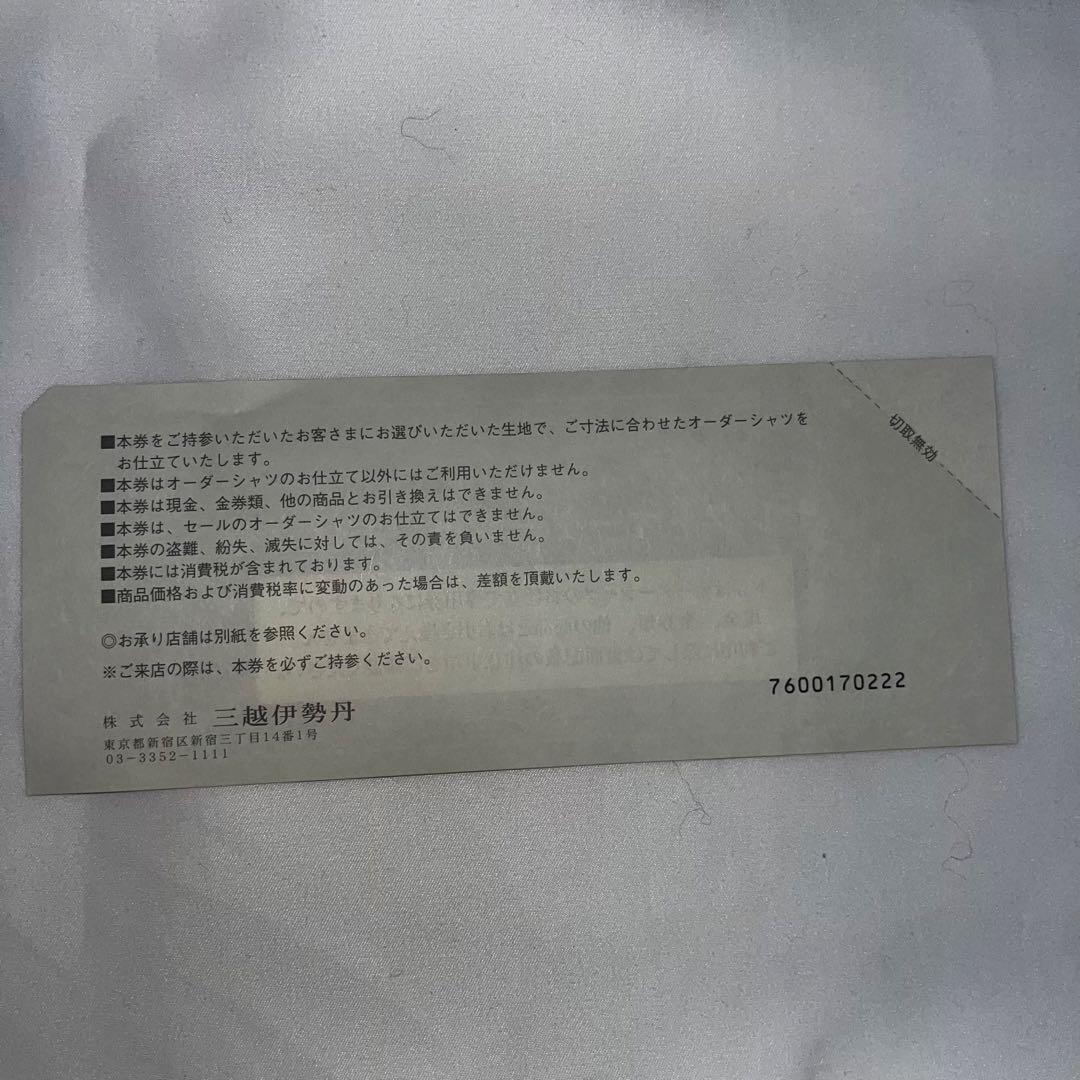 ■本券をご持参いただいたお客さまにお選びいただいた生地で、ご寸法に合わせたオーダーシャツを
お仕立ていたします。
■本券はオーダーシャツのお仕立て以外にはご利用いただけません。
■本券は現金、金券類、他の商品とお引き換えはできません。
■本券は、セールのオーダーシャツのお仕立てはできません。
■本券の盗難、紛失、滅失に対しては、その責を負いません。
■本券には消費税が含まれております。
■商品価格および消費税率に変動のあった場合は、差額を頂戴いたします。
◎お承り店舗は別紙を参照ください。
※ご来店の際は、本券を必ずご持参ください。
株式会社 三越伊勢丹
東京都新宿区新宿三丁目14番1号
03-3352-1111
7600170222
切取無効